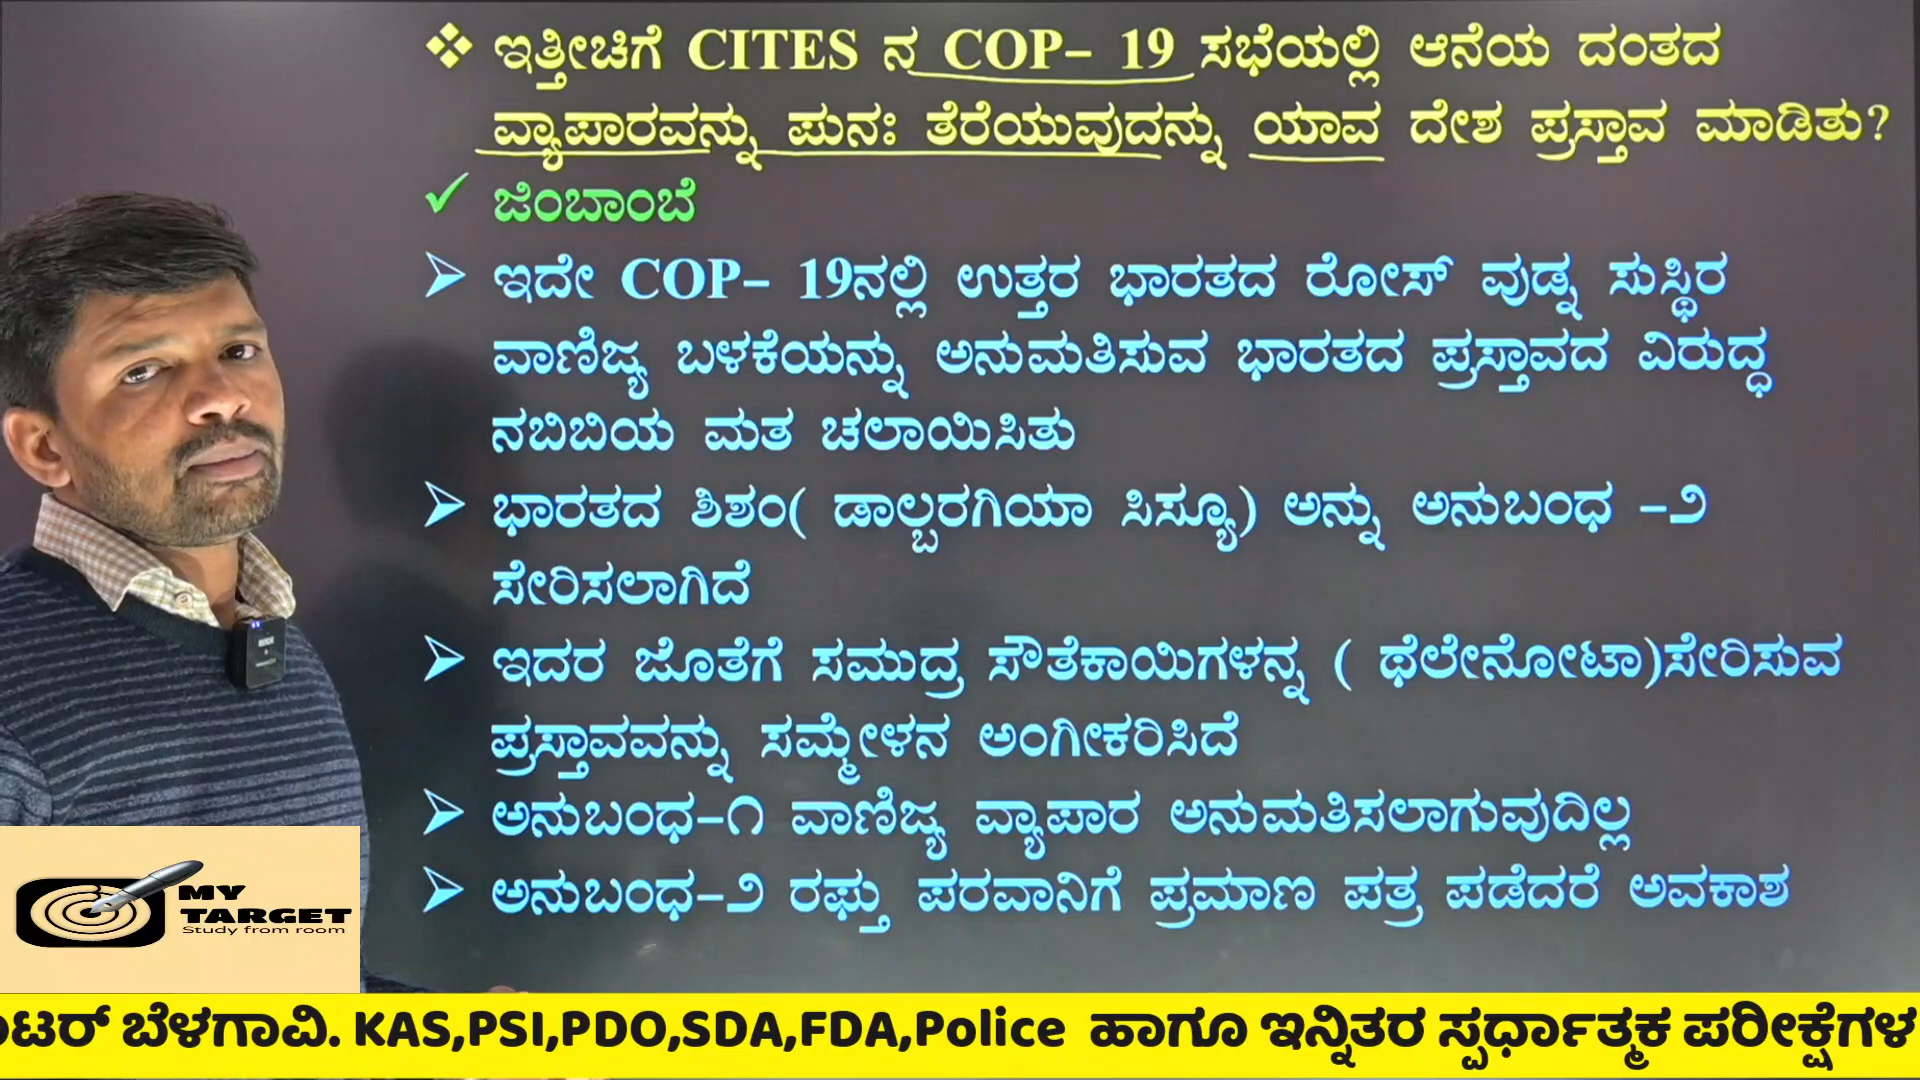 ❖ ಇತ್ತೀಚಿಗೆ CITES ನ COP– 19 ಸಭೆಯಲ್ಲಿ ಆನೆಯ ದಂತದ
ವ್ಯಾಪಾರವನ್ನು ಪುನಃ ತೆರೆಯುವುದನ್ನು ಯಾವ ದೇಶ ಪ್ರಸ್ತಾವ ಮಾಡಿತು?
✓ ಜಿಂಬಾಂಬೆ
➢ ಇದೇ COP– 19ನಲ್ಲಿ ಉತ್ತರ ಭಾರತದ ರೋಸ್ ವುಡ್ನ ಸುಸ್ಥಿರ
ವಾಣಿಜ್ಯ ಬಳಕೆಯನ್ನು ಅನುಮತಿಸುವ ಭಾರತದ ಪ್ರಸ್ತಾವದ ವಿರುದ್ಧ
ನಬಿಬಿಯ ಮತ ಚಲಾಯಿಸಿತು
➢ ಭಾರತದ ಶಿಶಂ( ಡಾಲ್ಬರಗಿಯಾ ಸಿಸ್ಯೂ) ಅನ್ನು ಅನುಬಂಧ –೨
ಸೇರಿಸಲಾಗಿದೆ
➢ ಇದರ ಜೊತೆಗೆ ಸಮುದ್ರ ಸೌತೆಕಾಯಿಗಳನ್ನ ( ಥೆಲೇನೋಟಾ)ಸೇರಿಸುವ
ಪ್ರಸ್ತಾವವನ್ನು ಸಮ್ಮೇಳನ ಅಂಗೀಕರಿಸಿದೆ
➢ ಅನುಬಂಧ–೧ ವಾಣಿಜ್ಯ ವ್ಯಾಪಾರ ಅನುಮತಿಸಲಾಗುವುದಿಲ್ಲ
➢ ಅನುಬಂಧ–೨ ರಫ್ತು ಪರವಾನಿಗೆ ಪ್ರಮಾಣ ಪತ್ರ ಪಡೆದರೆ ಅವಕಾಶ
MY
TARGET
Study from room
ಬೆಳಗಾವಿ. KAS,PSI,PDO,SDA,FDA,Police ಹಾಗೂ ಇನ್ನಿತರ ಸ್ಪರ್ಧಾತ್ಮಕ ಪರೀಕ್ಷೆಗಳ